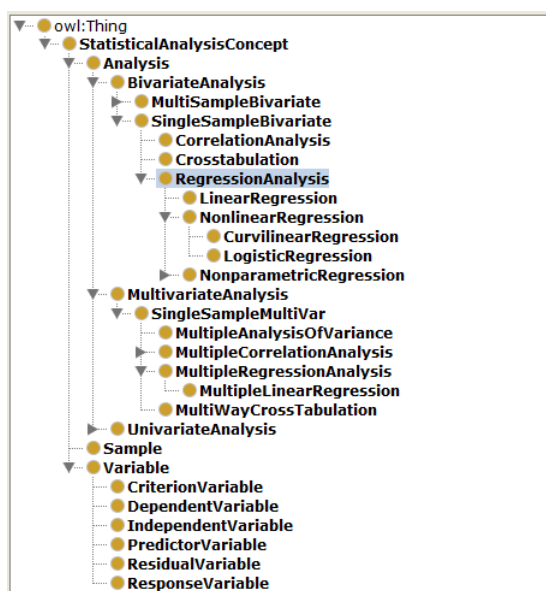 owl:Thing
StatisticalAnalysisConcept
Analysis
BivariateAnalysis
MultiSampleBivariate
SingleSampleBivariate
CorrelationAnalysis
Crosstabulation
RegressionAnalysis
LinearRegression
NonlinearRegression
CurvilinearRegression
LogisticRegression
NonparametricRegression
MultivariateAnalysis
SingleSampleMultiVar
MultipleAnalysisOfVariance
MultipleCorrelationAnalysis
MultipleRegressionAnalysis
MultipleLinearRegression
MultiWayCrossTabulation
UnivariateAnalysis
Sample
Variable
CriterionVariable
DependentVariable
IndependentVariable
PredictorVariable
ResidualVariable
ResponseVariable